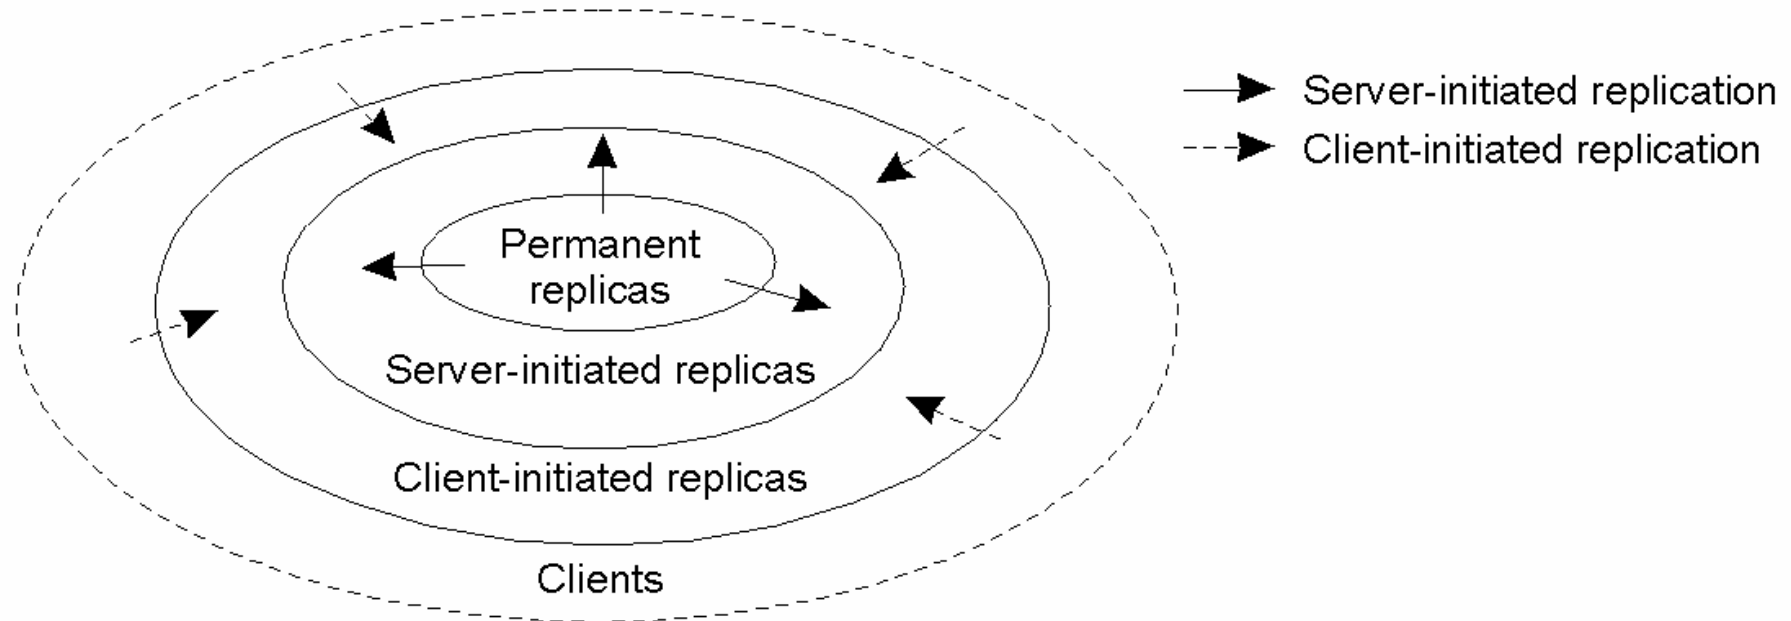 Server-initiated replication
Client-initiated replication
Permanent
replicas
Server-initiated replicas
Client-initiated replicas
Clients